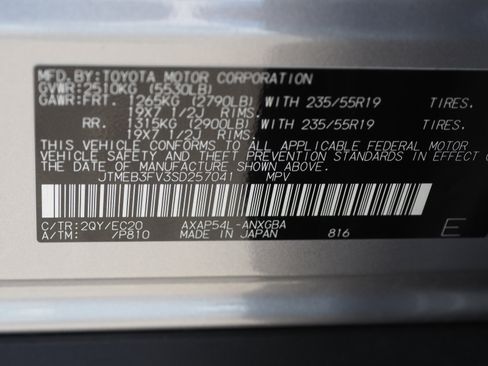 MFD.BY:TOYOTA MOTOR CORPORATION
GVWR:2510KG (5530LB)
GAWR:FRT. 1265KG (2790LB) WITH 235/55R19 TIRES.
19X7 1/2J RIMS.
RR. 1315KG (2900LB) WITH 235/55R19 TIRES.
19X7 1/2J RIMS.
THIS VEHICLE CONFORMS TO ALL APPLICABLE FEDERAL MOTOR
VEHICLE SAFETY AND BUMPER STANDARDS IN EFFECT O
THE DATE OF MANUFACTURE SHOWN ABOVE.
JTMEB3FV3SD257041 MPV
C/TR:2QY/EC20 AXAP54L-ANXGBA
A/TM: /P810 MADE IN JAPAN 816 E